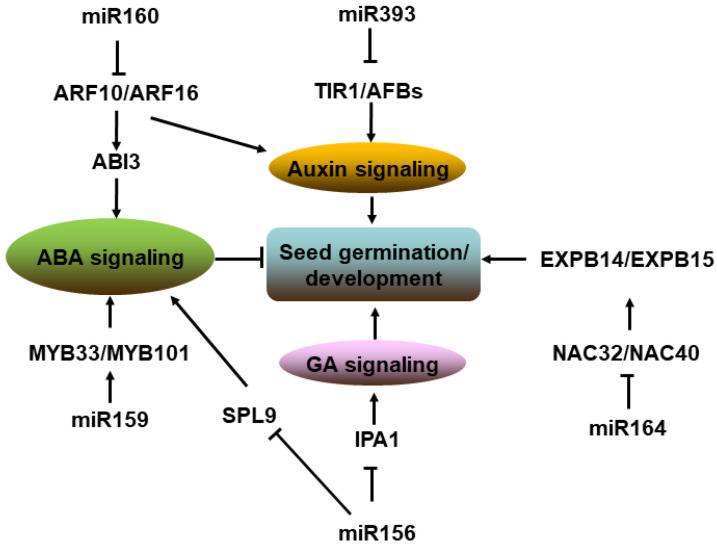 miR160
miR393
ARF10/ARF16
TIR1/AFBs
ABI3
Auxin signaling
ABA signaling
Seed germination/
development
EXPB14/EXPB15
MYB33/MYB101
GA signaling
NAC32/NAC40
miR159
SPL9
IPA1
miR164
miR156